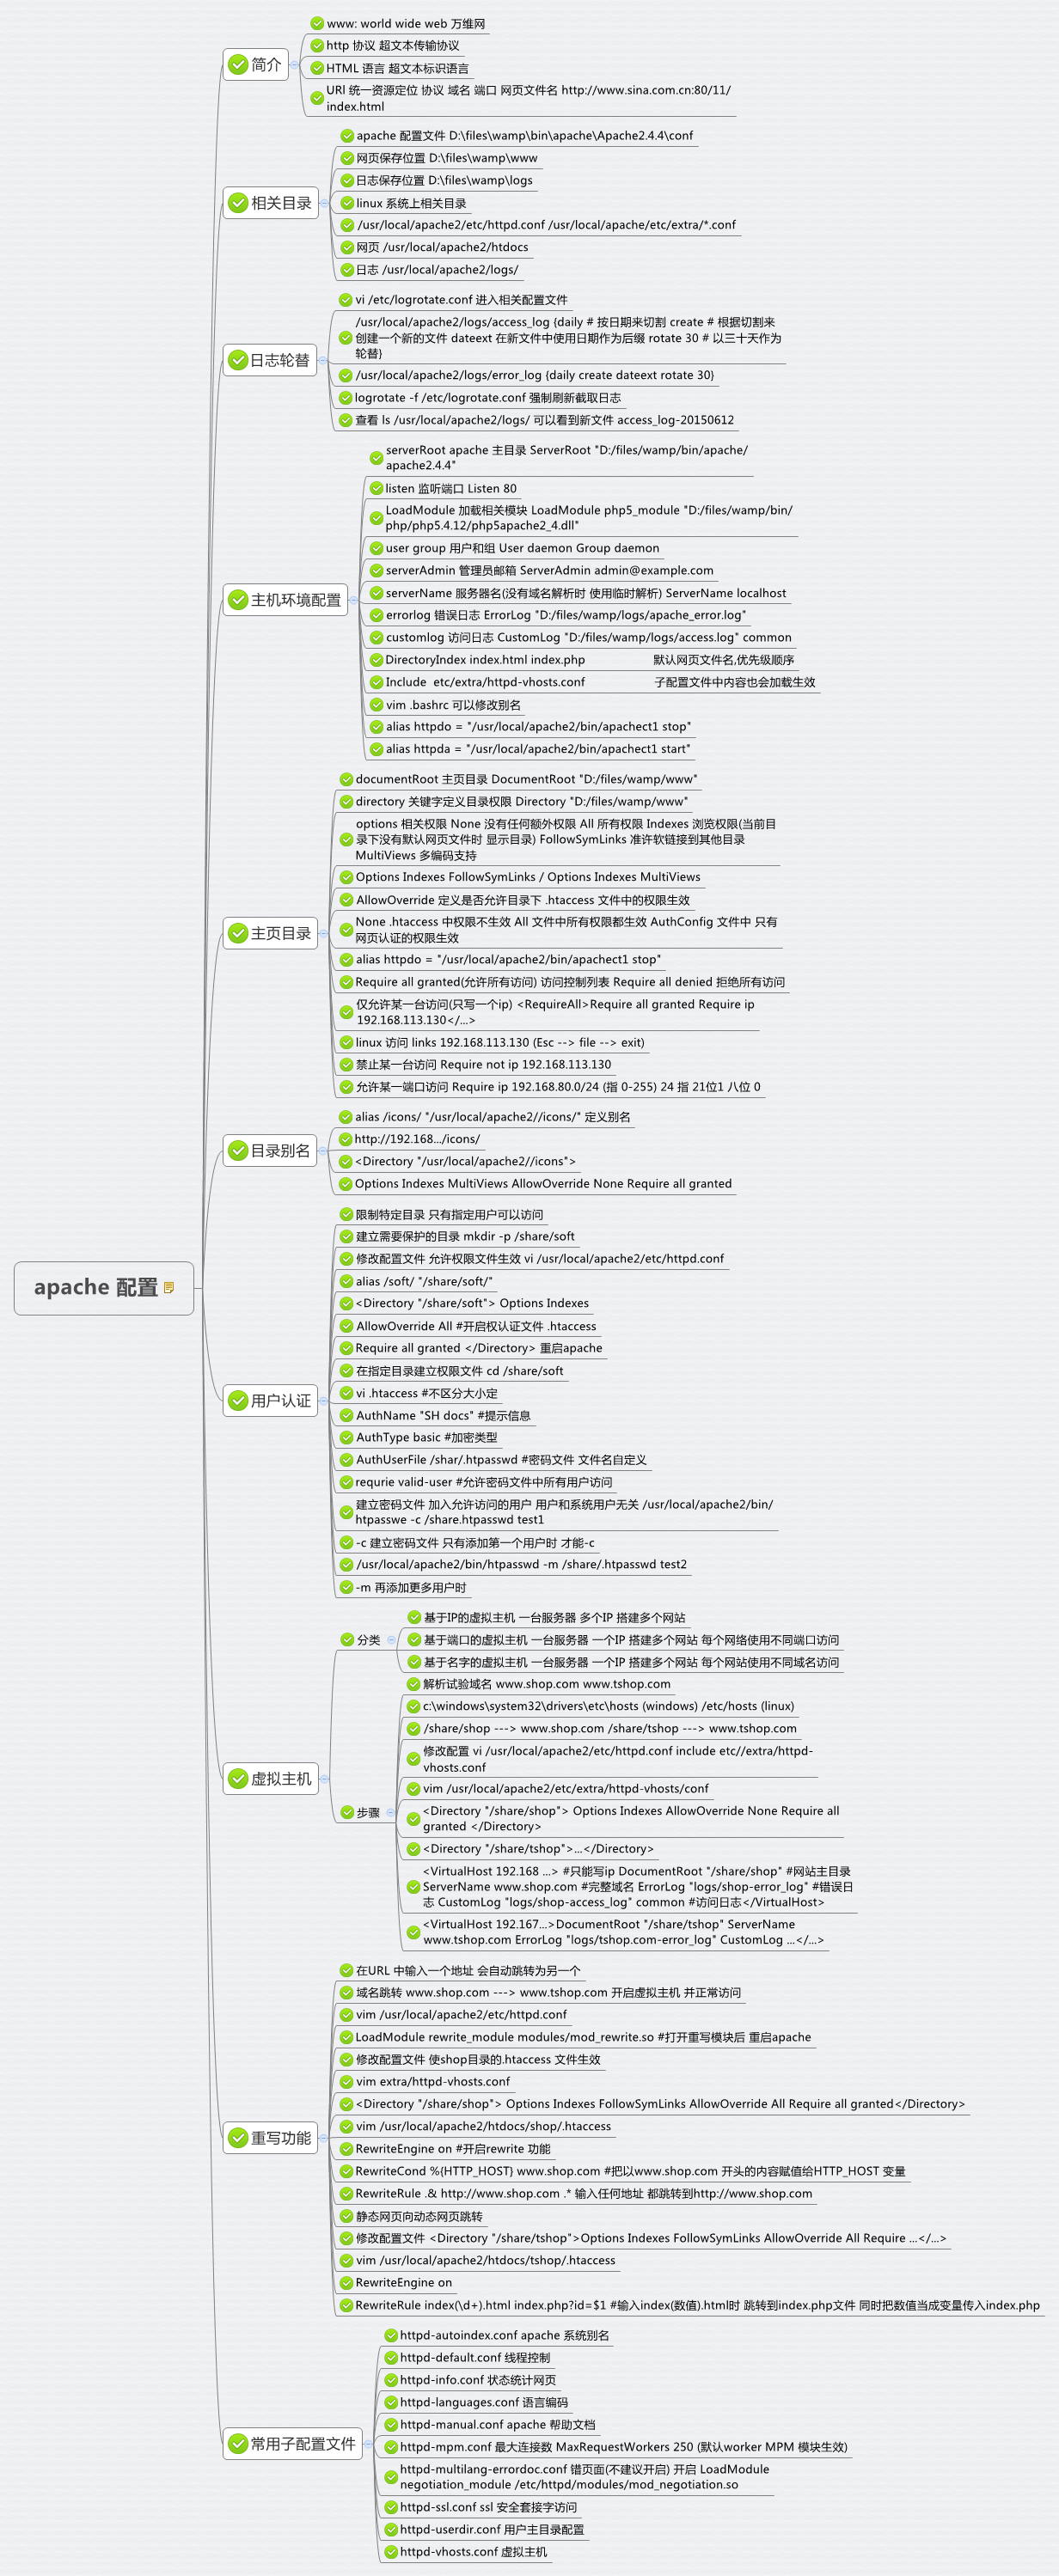 apache 配置
简介
www: world wide web 万维网
http 协议 超文本传输协议
HTML 语言 超文本标识语言
URl 统一资源定位 协议 域名 端口 网页文件名 http://www.sina.com.cn:80/11/
index.html
相关目录
apache 配置文件 D:\files\wamp\bin\apache\Apache2.4.4\conf
网页保存位置 D:\files\wamp\www
日志保存位置 D:\files\wamp\logs
linux 系统上相关目录
/usr/local/apache2/etc/httpd.conf /usr/local/apache/etc/extra/*.conf
网页 /usr/local/apache2/htdocs
日志 /usr/local/apache2/logs/
日志轮替
vi /etc/logrotate.conf 进入相关配置文件
/usr/local/apache2/logs/access_log {daily # 按日期来切割 create # 根据切割来
创建一个新的文件 dateext 在新文件中使用日期作为后缀 rotate 30 # 以三十天作为
轮替}
/usr/local/apache2/logs/error_log {daily create dateext rotate 30}
logrotate -f /etc/logrotate.conf 强制刷新截取日志
查看 ls /usr/local/apache2/logs/ 可以看到新文件 access_log-20150612
主机环境配置
serverRoot apache 主目录 ServerRoot "D:/files/wamp/bin/apache/
apache2.4.4"
listen 监听端口 Listen 80
LoadModule 加载相关模块 LoadModule php5_module "D:/files/wamp/bin/
php/php5.4.12/php5apache2_4.dll"
user group 用户和组 User daemon Group daemon
serverAdmin 管理员邮箱 ServerAdmin admin@example.com
serverName 服务器名(没有域名解析时 使用临时解析) ServerName localhost
errorlog 错误日志 ErrorLog "D:/files/wamp/logs/apache_error.log"
customlog 访问日志 CustomLog "D:/files/wamp/logs/access.log" common
DirectoryIndex index.html index.php 默认网页文件名,优先级顺序
Include etc/extra/httpd-vhosts.conf 子配置文件中内容也会加载生效
vim .bashrc 可以修改别名
alias httpdo = "/usr/local/apache2/bin/apachect1 stop"
alias httpda = "/usr/local/apache2/bin/apachect1 start"
主页目录
documentRoot 主页目录 DocumentRoot "D:/files/wamp/www"
directory 关键字定义目录权限 Directory "D:/files/wamp/www"
options 相关权限 None 没有任何额外权限 All 所有权限 Indexes 浏览权限(当前目
录下没有默认网页文件时 显示目录) FollowSymLinks 准许软链接到其他目录
MultiViews 多编码支持
Options Indexes FollowSymLinks / Options Indexes MultiViews
AllowOverride 定义是否允许目录下 .htaccess 文件中的权限生效
None .htaccess 中权限不生效 All 文件中所有权限都生效 AuthConfig 文件中 只有
网页认证的权限生效
alias httpdo = "/usr/local/apache2/bin/apachect1 stop"
Require all granted(允许所有访问) 访问控制列表 Require all denied 拒绝所有访问
仅允许某一台访问(只写一个ip) <RequireAll>Require all granted Require ip
192.168.113.130</...>
linux 访问 links 192.168.113.130 (Esc --> file --> exit)
禁止某一台访问 Require not ip 192.168.113.130
允许某一端口访问 Require ip 192.168.80.0/24 (指 0-255) 24 指 21位1 八位 0
目录别名
alias /icons/ "/usr/local/apache2//icons/" 定义别名
http://192.168.../icons/
<Directory "/usr/local/apache2//icons">
Options Indexes MultiViews AllowOverride None Require all granted
用户认证
限制特定目录 只有指定用户可以访问
建立需要保护的目录 mkdir -p /share/soft
修改配置文件 允许权限文件生效 vi /usr/local/apache2/etc/httpd.conf
alias /soft/ "/share/soft/"
<Directory "/share/soft"> Options Indexes
AllowOverride All #开启权认证文件 .htaccess
Require all granted </Directory> 重启apache
在指定目录建立权限文件 cd /share/soft
vi .htaccess #不区分大小定
AuthName "SH docs" #提示信息
AuthType basic #加密类型
AuthUserFile /shar/.htpasswd #密码文件 文件名自定义
requrie valid-user #允许密码文件中所有用户访问
建立密码文件 加入允许访问的用户 用户和系统用户无关 /usr/local/apache2/bin/
htpasswe -c /share.htpasswd test1
-c 建立密码文件 只有添加第一个用户时 才能-c
/usr/local/apache2/bin/htpasswd -m /share/.htpasswd test2
-m 再添加更多用户时
虚拟主机
分类
基于IP的虚拟主机 一台服务器 多个IP 搭建多个网站
基于端口的虚拟主机 一台服务器 一个IP 搭建多个网站 每个网络使用不同端口访问
基于名字的虚拟主机 一台服务器 一个IP 搭建多个网站 每个网站使用不同域名访问
步骤
解析试验域名 www.shop.com www.tshop.com
c:\windows\system32\drivers\etc\hosts (windows) /etc/hosts (linux)
/share/shop ---> www.shop.com /share/tshop ---> www.tshop.com
修改配置 vi /usr/local/apache2/etc/httpd.conf include etc//extra/httpd-
vhosts.conf
vim /usr/local/apache2/etc/extra/httpd-vhosts/conf
<Directory "/share/shop"> Options Indexes AllowOverride None Require all
granted </Directory>
<Directory "/share/tshop">...</Directory>
<VirtualHost 192.168 ...> #只能写ip DocumentRoot "/share/shop" #网站主目录
ServerName www.shop.com #完整域名 ErrorLog "logs/shop-error_log" #错误日
志 CustomLog "logs/shop-access_log" common #访问日志</VirtualHost>
<VirtualHost 192.167...>DocumentRoot "/share/tshop" ServerName
www.tshop.com ErrorLog "logs/tshop.com-error_log" CustomLog ...</...>
重写功能
在URL 中输入一个地址 会自动跳转为另一个
域名跳转 www.shop.com ---> www.tshop.com 开启虚拟主机 并正常访问
vim /usr/local/apache2/etc/httpd.conf
LoadModule rewrite_module modules/mod_rewrite.so #打开重写模块后 重启apache
修改配置文件 使shop目录的.htaccess 文件生效
vim extra/httpd-vhosts.conf
<Directory "/share/shop"> Options Indexes FollowSymLinks AllowOverride All Require all granted</Directory>
vim /usr/local/apache2/htdocs/shop/.htaccess
RewriteEngine on #开启rewrite 功能
RewriteCond %{HTTP_HOST} www.shop.com #把以www.shop.com 开头的内容赋值给HTTP_HOST 变量
RewriteRule .& http://www.shop.com .* 输入任何地址 都跳转到http://www.shop.com
静态网页向动态网页跳转
修改配置文件 <Directory "/share/tshop">Options Indexes FollowSymLinks AllowOverride All Require ...</...>
vim /usr/local/apache2/htdocs/tshop/.htaccess
RewriteEngine on
RewriteRule index(\d+).html index.php?id=$1 #输入index(数值).html时 跳转到index.php文件 同时把数值当成变量传入index.php
常用子配置文件
httpd-autoindex.conf apache 系统别名
httpd-default.conf 线程控制
httpd-info.conf 状态统计网页
httpd-languages.conf 语言编码
httpd-manual.conf apache 帮助文档
httpd-mpm.conf 最大连接数 MaxRequestWorkers 250 (默认worker MPM 模块生效)
httpd-multilang-errordoc.conf 错页面(不建议开启) 开启 LoadModule
negotiation_module /etc/httpd/modules/mod_negotiation.so
httpd-ssl.conf ssl 安全套接字访问
httpd-userdir.conf 用户主目录配置
httpd-vhosts.conf 虚拟主机